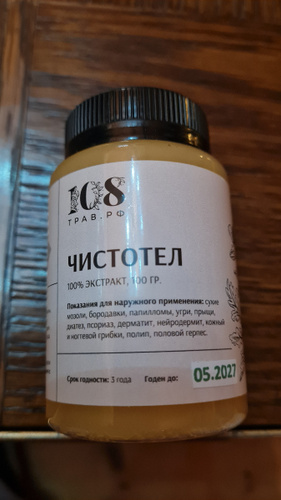 108
ТРАВ.РФ
ЧИСТОТЕЛ
100% ЭКСТРАКТ, 100 ГР.
Показания для наружного применения: сухие
мозоли, бородавки, папилломы, угри, прыщи,
диатез, псориаз, дерматит, нейродермит, кожный
и ногтевой грибки, полип, половой герпес.
Срок годности: 3 года Годен до: 05.2027